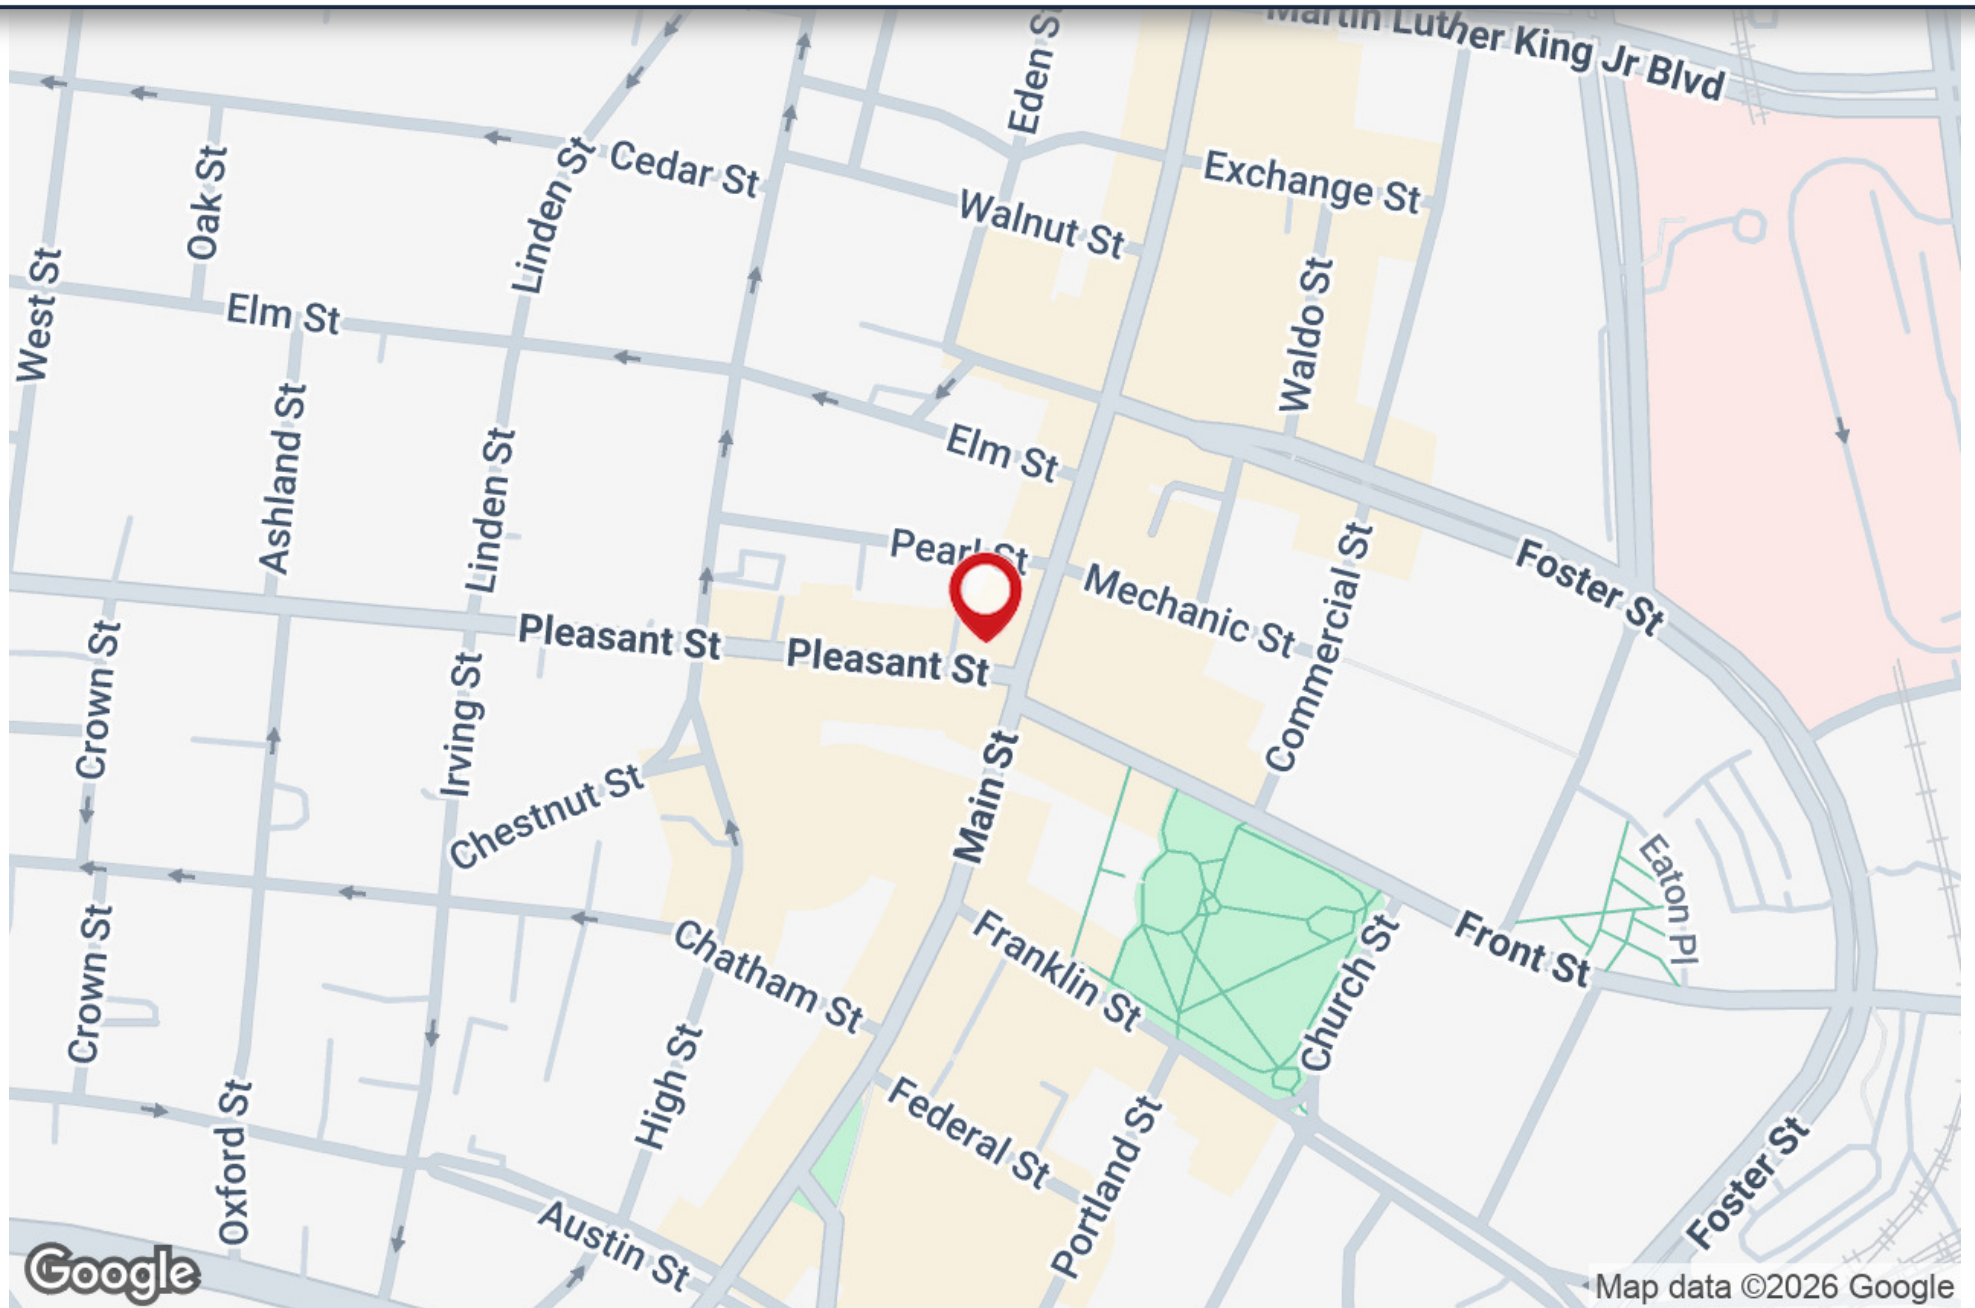 Martin Luther King Jr Blvd
Eden St
Oak St
Linden St
Cedar St
Exchange St
Walnut St
West St
Elm St
Waldo St
Ashland St
Linden St
Elm St
Pearl St
Mechanic St
Commercial St
Foster St
Crown St
Pleasant St
Pleasant St
Irving St
Chestnut St
Main St
Eaton Pl
Crown St
Chatham St
Franklin St
Church St
Front St
High St
Federal St
Portland St
Oxford St
Austin St
Foster St
Google
Map data ©2026 Google